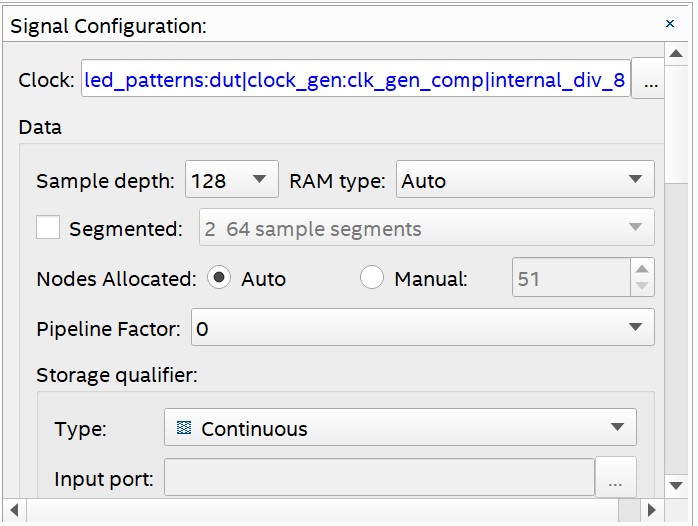 Signal Configuration: ×
Clock: led_patterns:dut|clock_gen:clk_gen_comp|internal_div_8 ...
Data
Sample depth: 128 RAM type: Auto
Segmented: 2 64 sample segments
Nodes Allocated: Auto Manual: 51
Pipeline Factor: 0
Storage qualifier:
Type: Continuous
Input port: ...